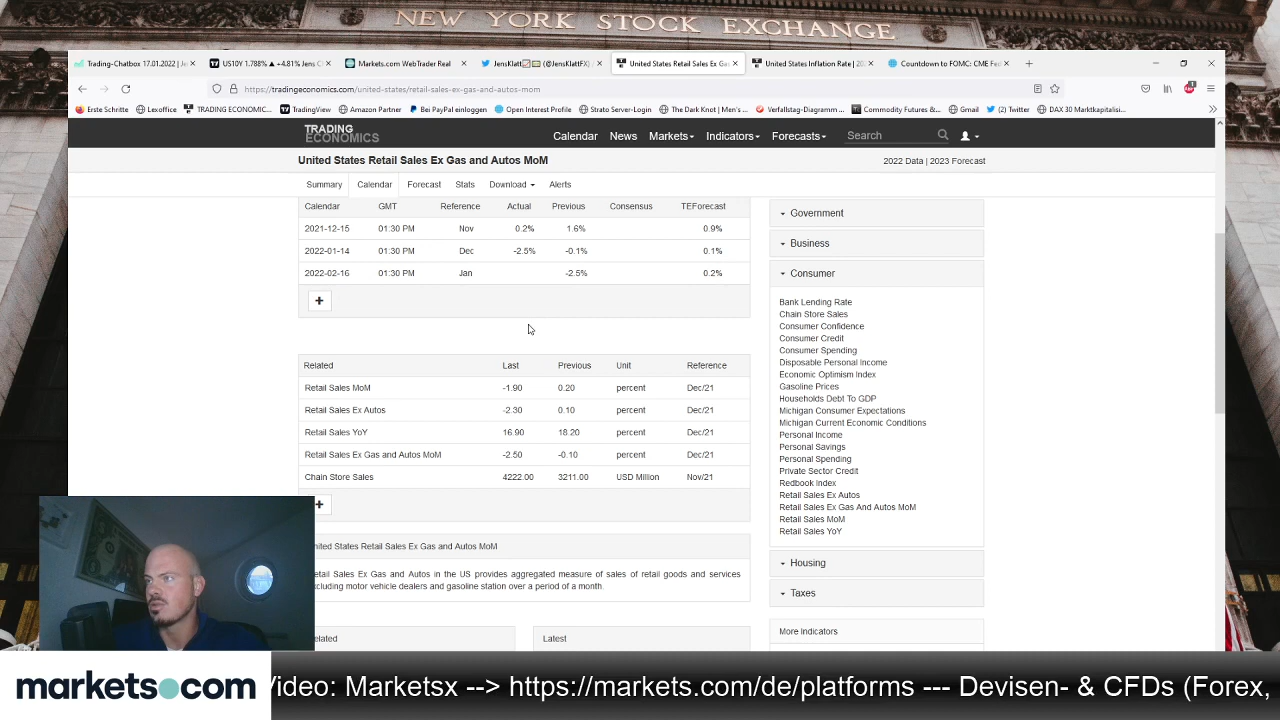 NEW YORK STOCK EXCHANGE
Trading-Chatbox 17.01.2022 | Je
US10Y 1.788% ▲ +4.81% Jens C
Markets.com WebTrader Real
JensKlatt (@JensKlattFX)
United States Retail Sales Ex Ga
United States Inflation Rate | 202
Countdown to FOMC: CME Fe
https://tradingeconomics.com/united-states/retail-sales-ex-gas-and-autos-mom
Erste Schritte Lexoffice TRADING ECONOMIC... TradingView Amazon Partner Bei PayPal einloggen Open Interest Profile Strato Server-Login The Dark Knot | Men's ... Verfallstag-Diagramm ... Commodity Futures &... Gmail (2) Twitter DAX 30 Marktkapitalisi...
TRADING
ECONOMICS
Calendar News Markets Indicators Forecasts Search
United States Retail Sales Ex Gas and Autos MoM
2022 Data | 2023 Forecast
Summary Calendar Forecast Stats Download Alerts
Calendar GMT Reference Actual Previous Consensus TEForecast
2021-12-15 01:30 PM Nov 0.2% 1.6% 0.9%
2022-01-14 01:30 PM Dec -2.5% -0.1% 0.1%
2022-02-16 01:30 PM Jan -2.5% 0.2%
+
Related Last Previous Unit Reference
Retail Sales MoM -1.90 0.20 percent Dec/21
Retail Sales Ex Autos -2.30 0.10 percent Dec/21
Retail Sales YoY 16.90 18.20 percent Dec/21
Retail Sales Ex Gas and Autos MoM -2.50 -0.10 percent Dec/21
Chain Store Sales 4222.00 3211.00 USD Million Nov/21
+
United States Retail Sales Ex Gas and Autos MoM
Retail Sales Ex Gas and Autos in the US provides aggregated measure of sales of retail goods and services
excluding motor vehicle dealers and gasoline station over a period of a month.
Related
Latest
Government
Business
Consumer
Bank Lending Rate
Chain Store Sales
Consumer Confidence
Consumer Credit
Consumer Spending
Disposable Personal Income
Economic Optimism Index
Gasoline Prices
Households Debt To GDP
Michigan Consumer Expectations
Michigan Current Economic Conditions
Personal Income
Personal Savings
Personal Spending
Private Sector Credit
Redbook Index
Retail Sales Ex Autos
Retail Sales Ex Gas And Autos MoM
Retail Sales MoM
Retail Sales YoY
Housing
Taxes
More Indicators
markets.com
Video: Marketsx --> https://markets.com/de/platforms --- Devisen- & CFDs (Forex,